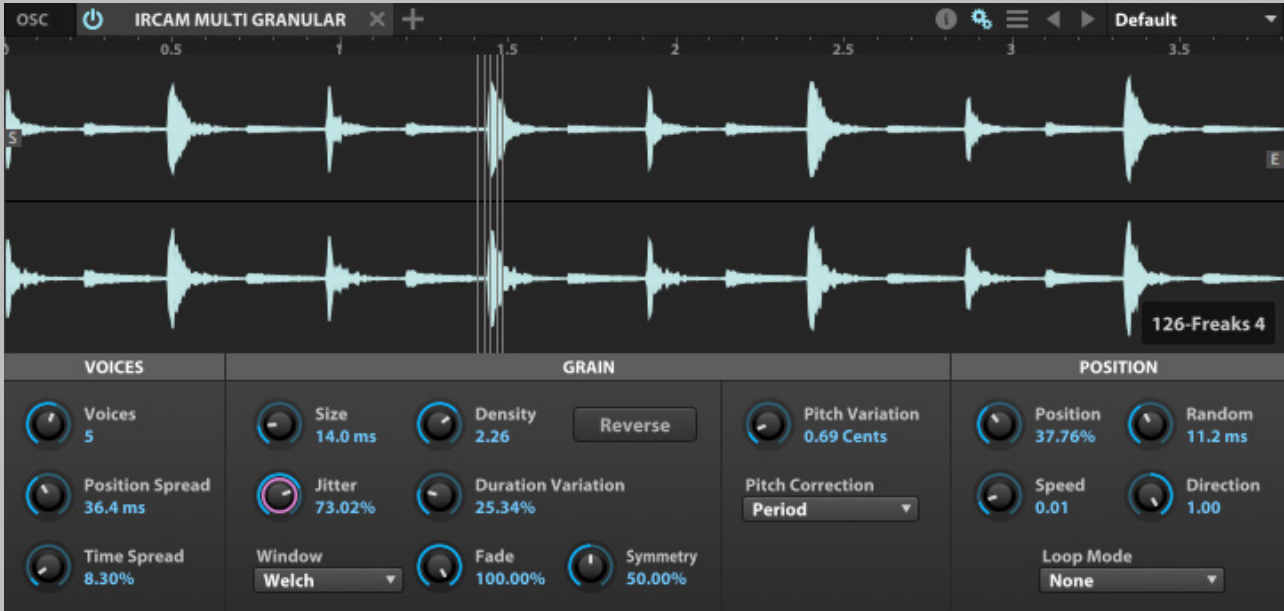 OSC IRCAM MULTI GRANULAR Default
0.5 1 1.5 2 2.5 3 3.5
S
E
126-Freaks 4
VOICES GRAIN POSITION
Voices
5
Size
14.0 ms
Density
2.26
Reverse
Pitch Variation
0.69 Cents
Position
37.76%
Random
11.2 ms
Position Spread
36.4 ms
Jitter
73.02%
Duration Variation
25.34%
Pitch Correction
Period
Speed
0.01
Direction
1.00
Time Spread
8.30%
Window
Welch
Fade
100.00%
Symmetry
50.00%
Loop Mode
None